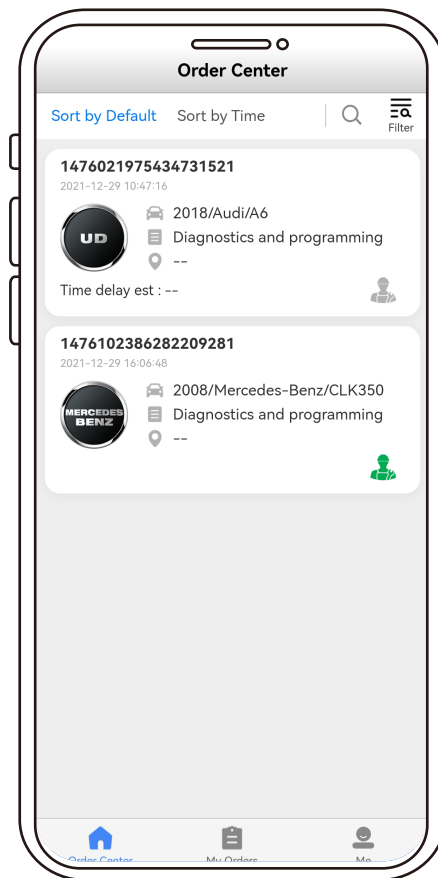 Order Center
Sort by Default Sort by Time
Filter
1476021975434731521
2021-12-29 10:47:16
UD
2018/Audi/A6
Diagnostics and programming
--
Time delay est : --
1476102386282209281
2021-12-29 16:06:48
MERCEDES
BENZ
2008/Mercedes-Benz/CLK350
Diagnostics and programming
--
Order Center My Orders Me